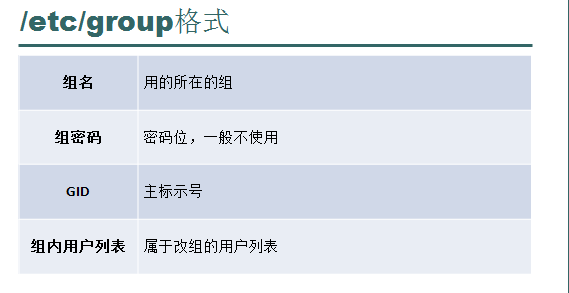 /etc/group格式
组名 用的所在的组
组密码 密码位，一般不使用
GID 主标示号
组内用户列表 属于改组的用户列表